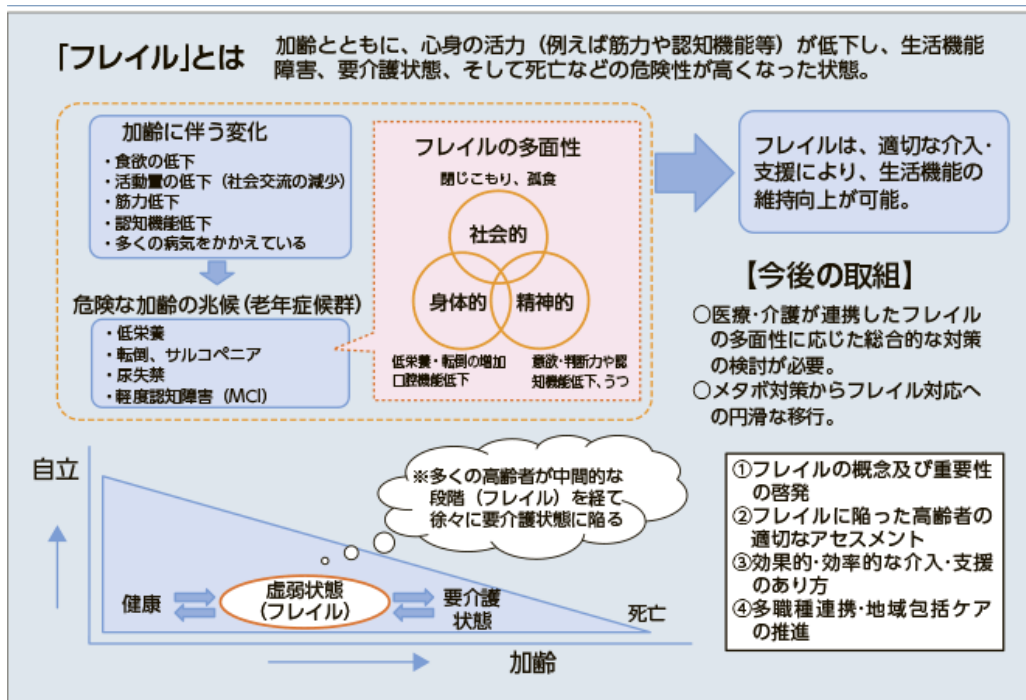 「フレイル」とは
加齢とともに、心身の活力（例えば筋力や認知機能等）が低下し、生活機能
障害、要介護状態、そして死亡などの危険性が高くなった状態。
加齢に伴う変化
・食欲の低下
・活動量の低下（社会交流の減少）
・筋力低下
・認知機能低下
・多くの病気をかかえている
危険な加齢の兆候（老年症候群）
・低栄養
・転倒、サルコペニア
・尿失禁
・軽度認知障害（MCI）
フレイルの多面性
閉じこもり、孤食
社会的
身体的
精神的
低栄養・転倒の増加
口腔機能低下
意欲・判断力や認
知機能低下、うつ
フレイルは、適切な介入・
支援により、生活機能の
維持向上が可能。
【今後の取組】
○医療・介護が連携したフレイル
の多面性に応じた総合的な対策
の検討が必要。
○メタボ対策からフレイル対応へ
の円滑な移行。
①フレイルの概念及び重要性
の啓発
②フレイルに陥った高齢者の
適切なアセスメント
③効果的・効率的な介入・支援
のあり方
④多職種連携・地域包括ケア
の推進
自立
※多くの高齢者が中間的な
段階（フレイル）を経て
徐々に要介護状態に陥る
健康
虚弱状態
（フレイル）
要介護
状態
死亡
加齢